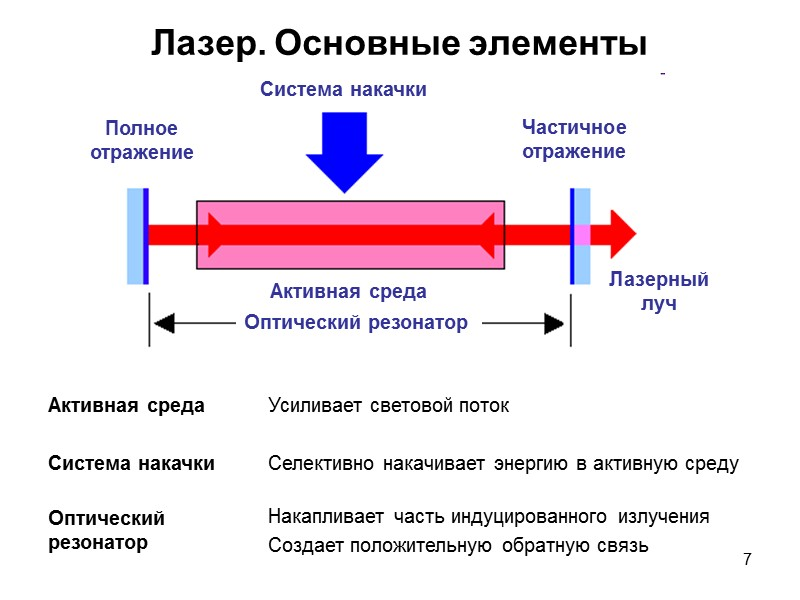 Лазер. Основные элементы
-
Система накачки
Полное
отражение
Частичное
отражение
Лазерный
луч
Активная среда
Оптический резонатор
Активная среда
Усиливает световой поток
Система накачки
Селективно накачивает энергию в активную среду
Оптический
резонатор
Накапливает часть индуцированного излучения
Создает положительную обратную связь
7